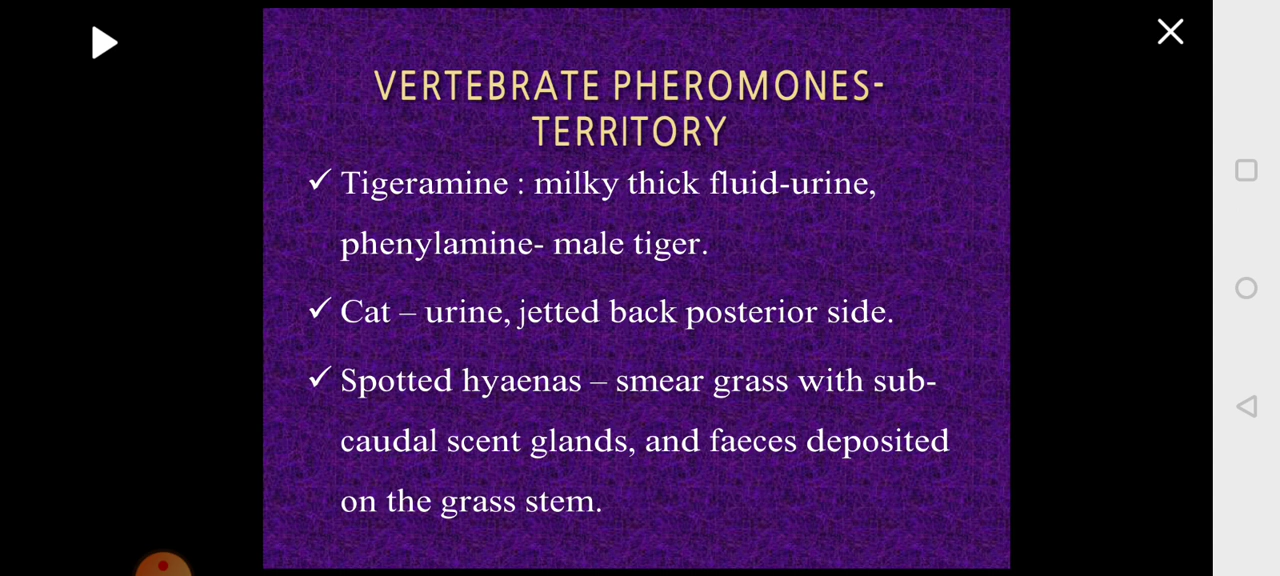 VERTEBRATE PHEROMONES-
TERRITORY
✓ Tigeramine : milky thick fluid-urine,
phenylamine- male tiger.
✓ Cat – urine, jetted back posterior side.
✓ Spotted hyaenas – smear grass with sub-
caudal scent glands, and faeces deposited
on the grass stem.